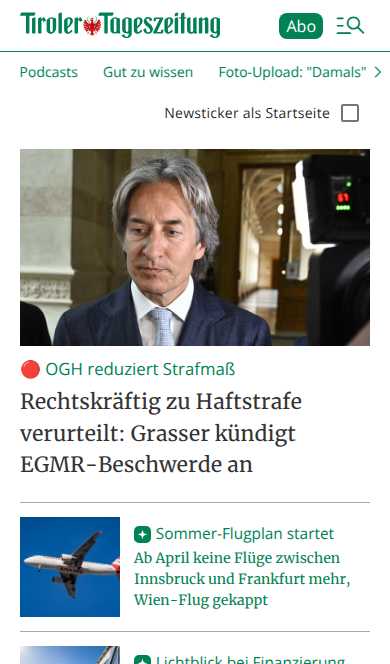 Tiroler Tageszeitung
Abo
Podcasts Gut zu wissen Foto-Upload: "Damals"
Newsticker als Startseite
OGH reduziert Strafmaß
Rechtskräftig zu Haftstrafe
verurteilt: Grasser kündigt
EGMR-Beschwerde an
Sommer-Flugplan startet
Ab April keine Flüge zwischen
Innsbruck und Frankfurt mehr,
Wien-Flug gekappt
Lichtblick bei Finanzierung